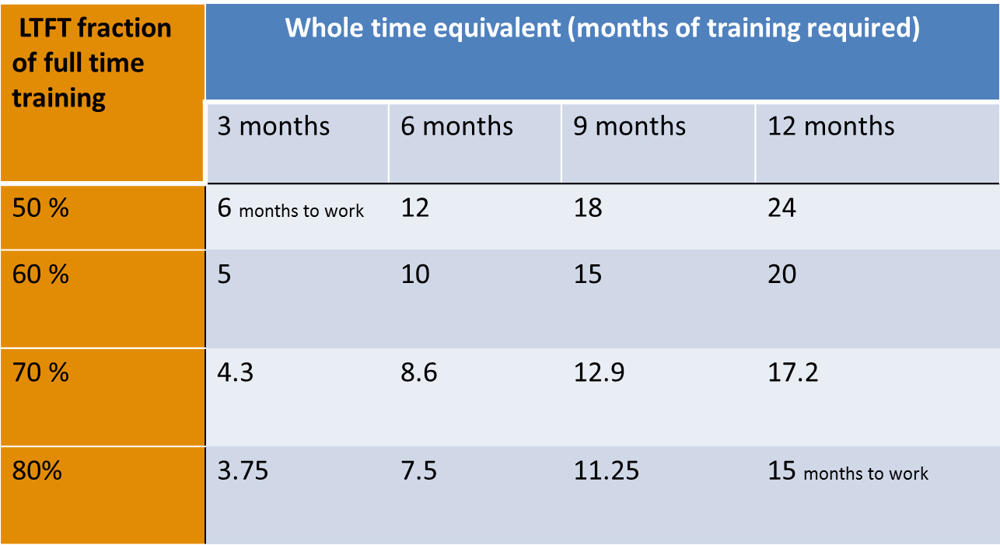 LTFT fraction
of full time
training
Whole time equivalent (months of training required)
3 months 6 months 9 months 12 months
50 % 6 months to work 12 18 24
60 % 5 10 15 20
70 % 4.3 8.6 12.9 17.2
80% 3.75 7.5 11.25 15 months to work